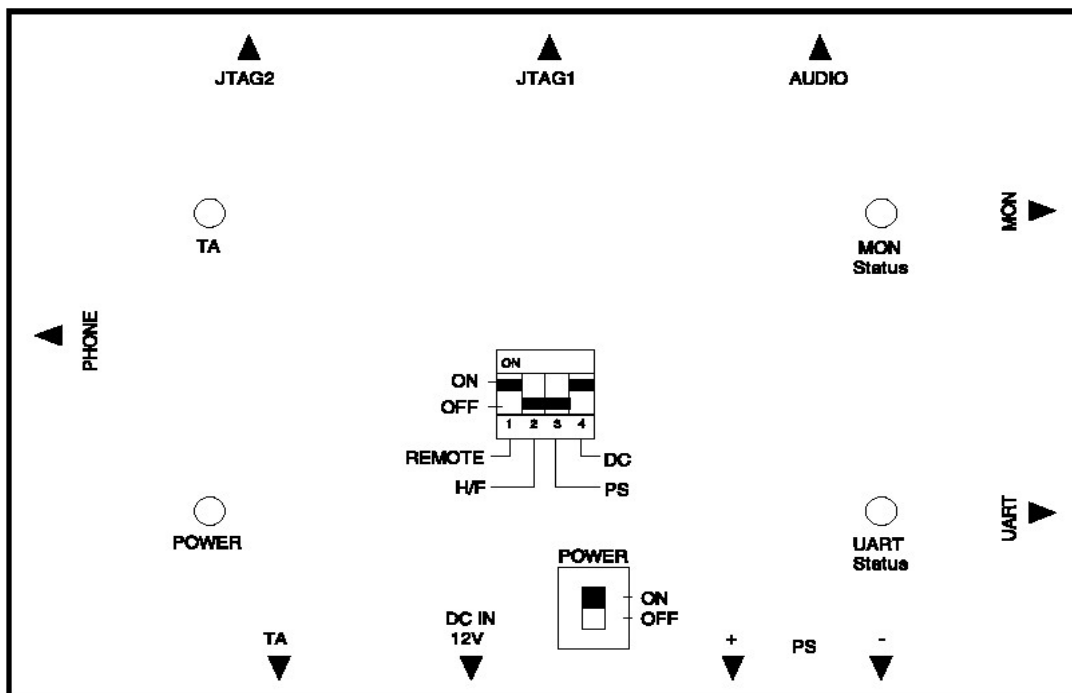 JTAG2
JTAG1
AUDIO
TA
MON
Status
MON
PHONE
ON
ON
OFF
1 2 3 4
REMOTE
DC
H/F
PS
POWER
UART
Status
UART
POWER
ON
OFF
TA
DC IN
12V
+ PS -